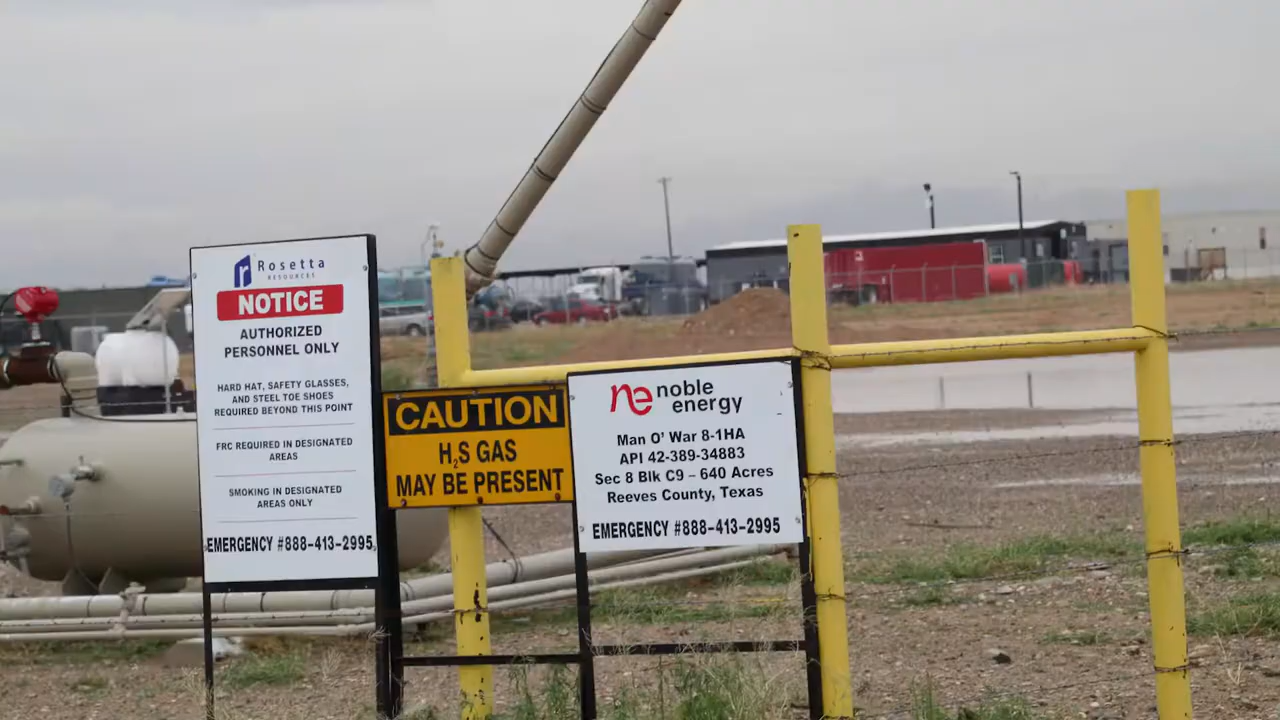 Rosetta
RESOURCES
NOTICE
AUTHORIZED
PERSONNEL ONLY
HARD HAT, SAFETY GLASSES,
AND STEEL TOE SHOES
REQUIRED BEYOND THIS POINT
FRC REQUIRED IN DESIGNATED
AREAS
SMOKING IN DESIGNATED
AREAS ONLY
EMERGENCY #888-413-2995
CAUTION
H₂S GAS
MAY BE PRESENT
ne noble
energy
Man O' War 8-1HA
API 42-389-34883
Sec 8 Blk C9 – 640 Acres
Reeves County, Texas
EMERGENCY #888-413-2995